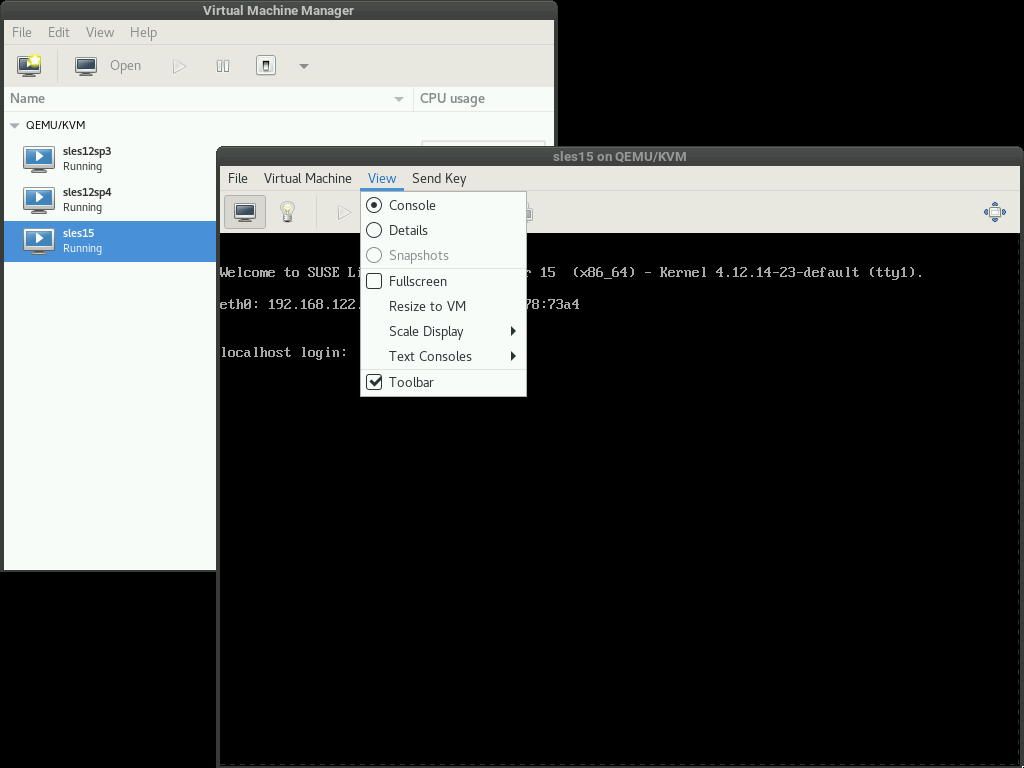 Virtual Machine Manager
File Edit View Help
Open
Name CPU usage
QEMU/KVM
sles12sp3
Running
sles12sp4
Running
sles15
Running
sles15 on QEMU/KVM
File Virtual Machine View Send Key
Console
Details
Snapshots
Fullscreen
Resize to VM
Scale Display
Text Consoles
Toolbar
Welcome to SUSE 15 (x86_64) - Kernel 4.12.14-23-default (tty1).
eth0: 192.168.122. 78:73a4
localhost login: